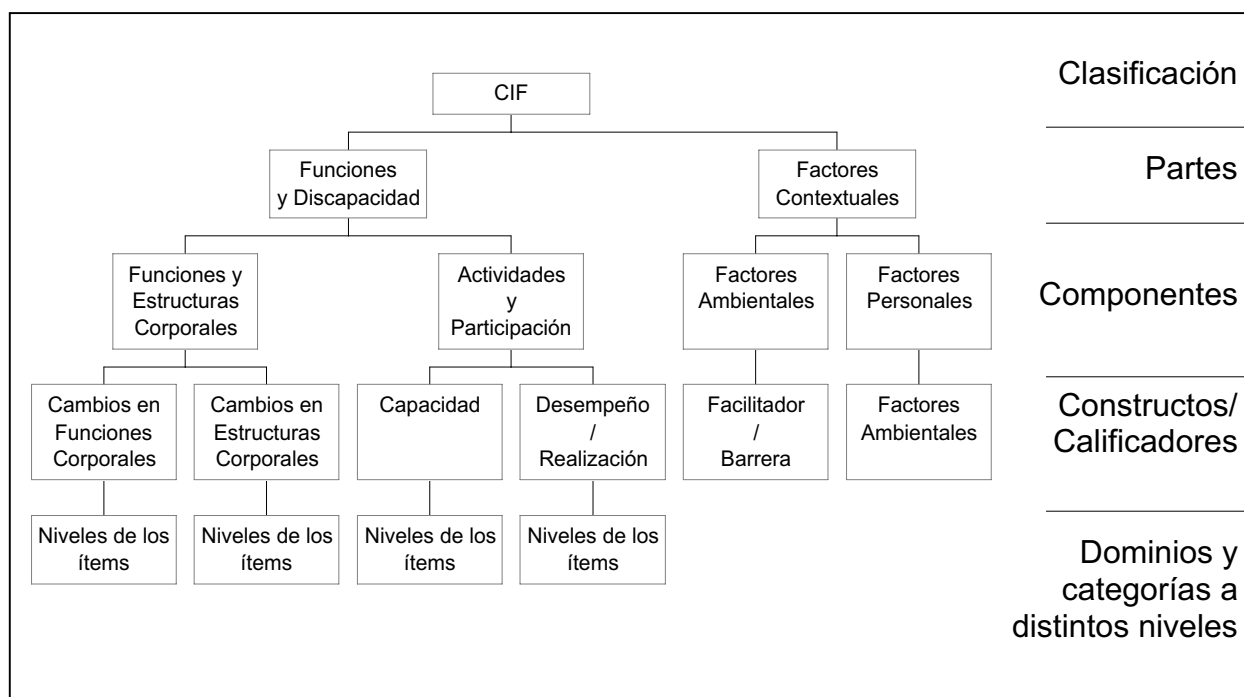 CIF
Clasificación
Funciones
y Discapacidad
Factores
Contextuales
Partes
Funciones y
Estructuras
Corporales
Actividades
y
Participación
Factores
Ambientales
Factores
Personales
Componentes
Cambios en
Funciones
Corporales
Cambios en
Estructuras
Corporales
Capacidad
Desempeño
/
Realización
Facilitador
/
Barrera
Factores
Ambientales
Constructos/
Calificadores
Niveles de los
ítems
Niveles de los
ítems
Niveles de los
ítems
Niveles de los
ítems
Dominios y
categorías a
distintos niveles